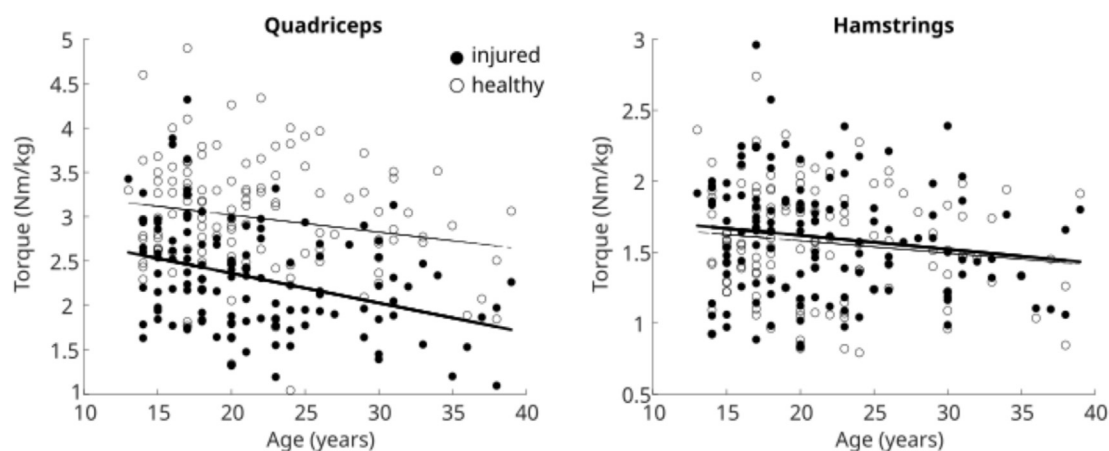 Quadriceps
Torque (Nm/kg)
5
4.5
4
3.5
3
2.5
2
1.5
1
10 15 20 25 30 35 40
Age (years)
injured
healthy
Hamstrings
Torque (Nm/kg)
3
2.5
2
1.5
1
0.5
10 15 20 25 30 35 40
Age (years)